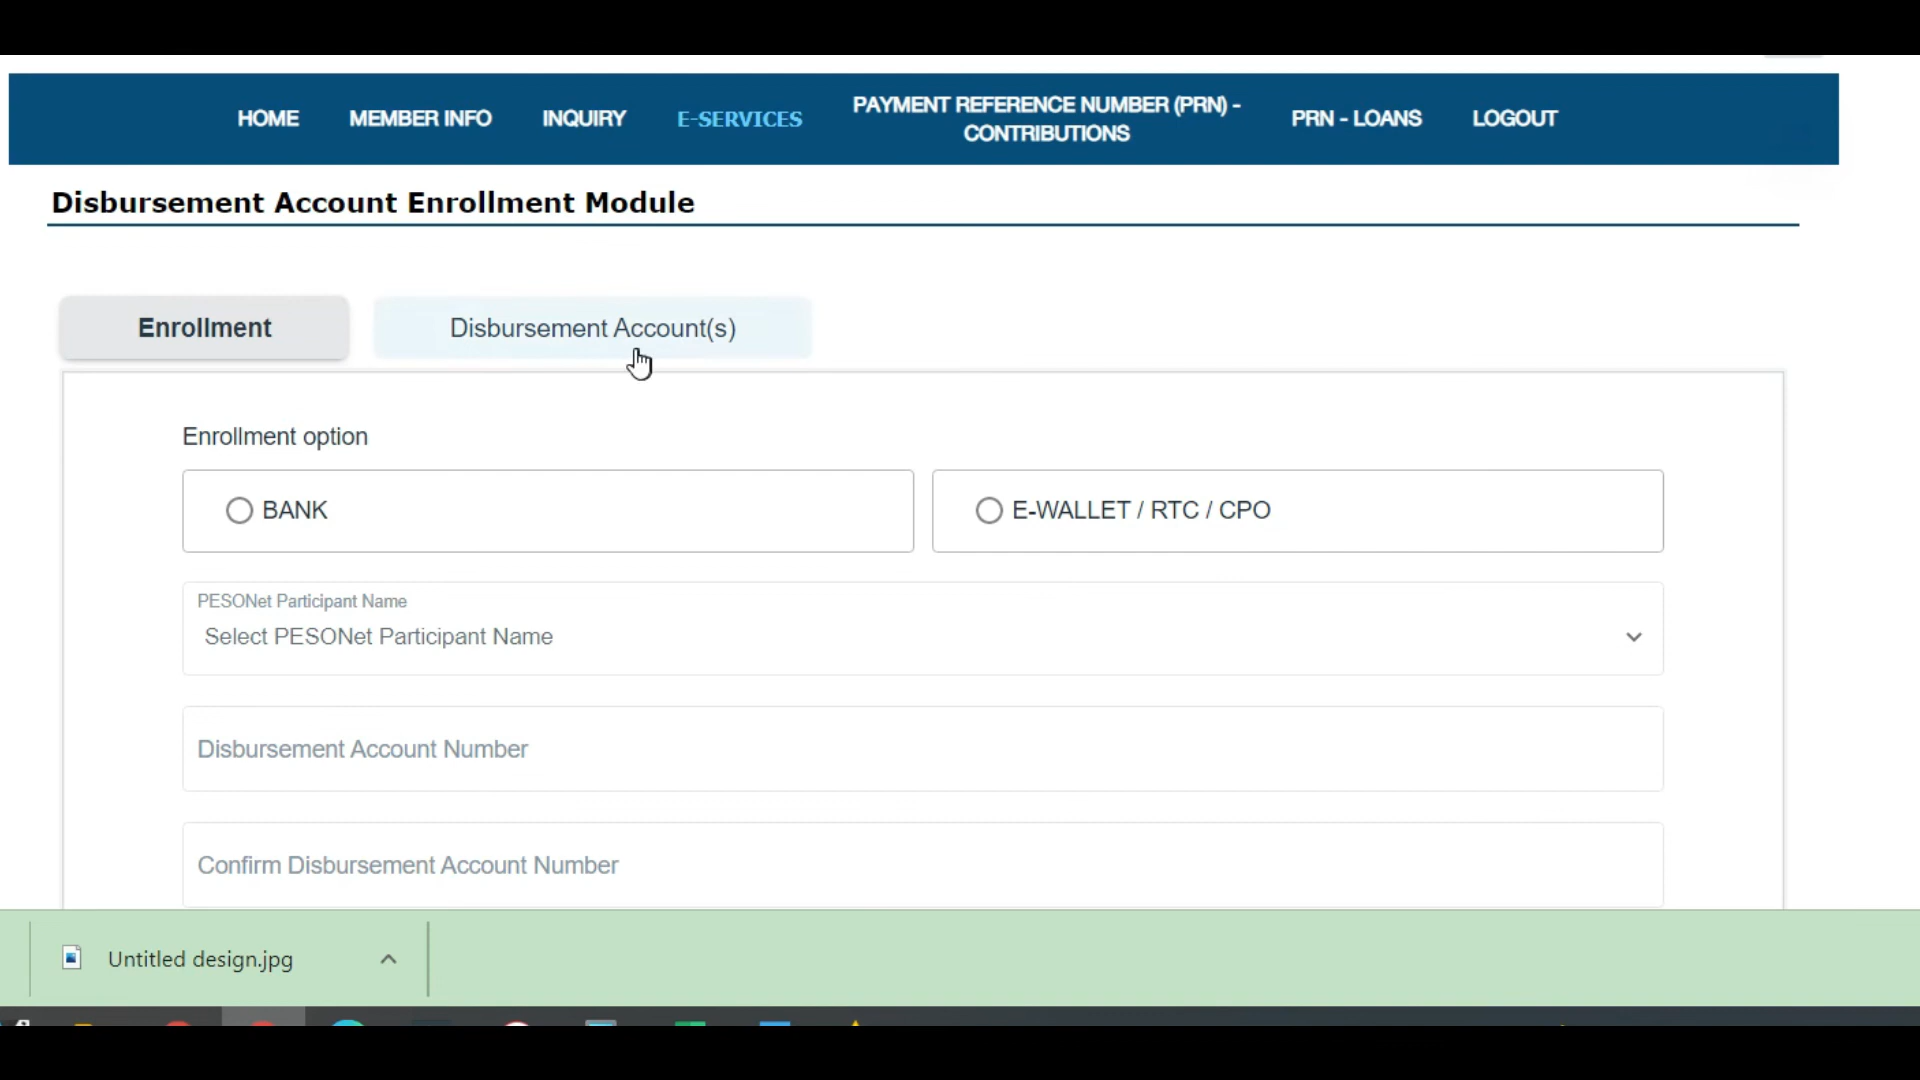 HOME MEMBER INFO INQUIRY E-SERVICES PAYMENT REFERENCE NUMBER (PRN) -
CONTRIBUTIONS PRN - LOANS LOGOUT
Disbursement Account Enrollment Module
Enrollment Disbursement Account(s)
Enrollment option
BANK E-WALLET / RTC / CPO
PESONet Participant Name
Select PESONet Participant Name
Disbursement Account Number
Confirm Disbursement Account Number
Untitled design.jpg